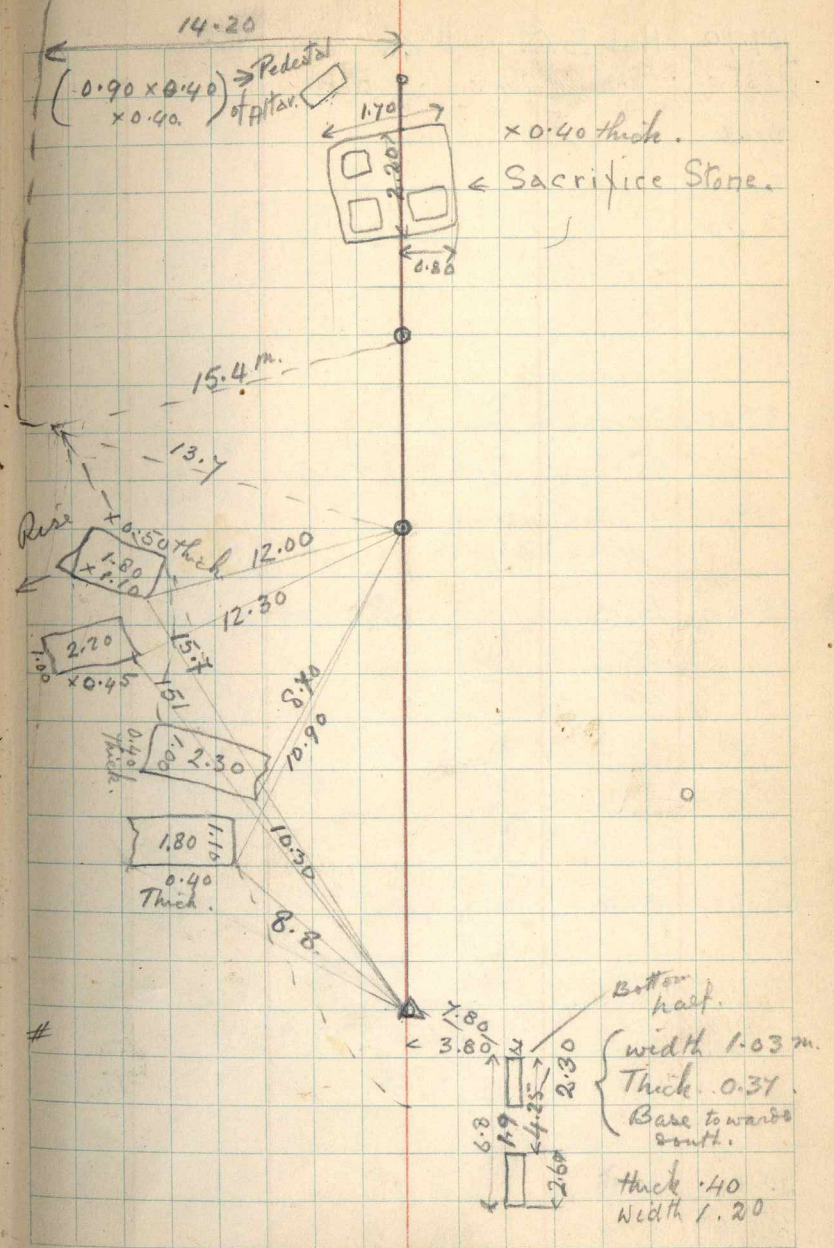 14.20
(0.90 x 0.40
x 0.40.)
Pedestal
of Altar.
1.70
2.20
x 0.40 thick.
Sacrifice Stone.
0.80
15.4 m.
13.7
Rise
x 0.50 thick
1.80
x 1.10
12.00
12.30
2.20
1.00
x 0.45
15.7
151
8.70
10.90
0.40
Thick.
1.00
2.30
1.80
1.10
0.40
Thick.
10.30
8.8
#
7.80
3.80
Bottom
half.
width 1.03 m.
Thick 0.37
Base towards
south.
2.30
4.25
6.8
1.9
2.60
thick .40
Width 1.20